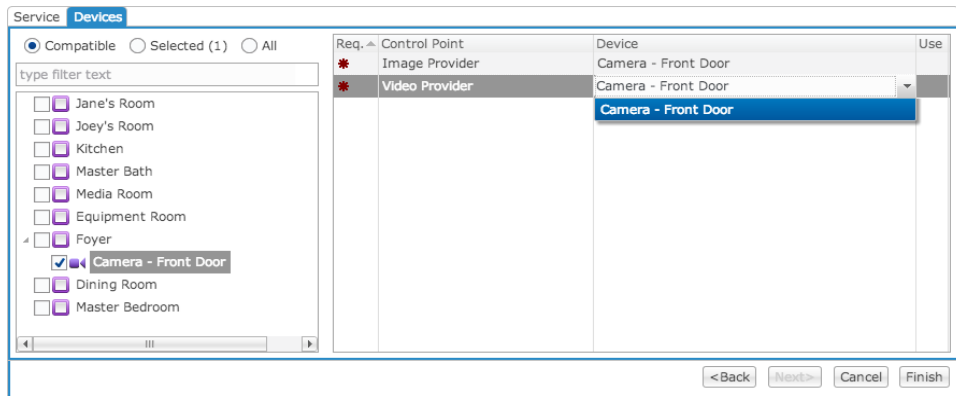 Service Devices
Compatible Selected (1) All
type filter text
Jane's Room
Joey's Room
Kitchen
Master Bath
Media Room
Equipment Room
Foyer
Camera - Front Door
Dining Room
Master Bedroom
Req. Control Point Device Use
Image Provider Camera - Front Door
Video Provider Camera - Front Door
Camera - Front Door
<Back Next> Cancel Finish